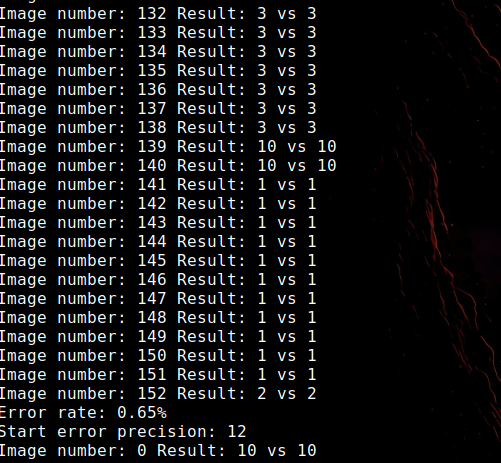 Image number: 132 Result: 3 vs 3
Image number: 133 Result: 3 vs 3
Image number: 134 Result: 3 vs 3
Image number: 135 Result: 3 vs 3
Image number: 136 Result: 3 vs 3
Image number: 137 Result: 3 vs 3
Image number: 138 Result: 3 vs 3
Image number: 139 Result: 10 vs 10
Image number: 140 Result: 10 vs 10
Image number: 141 Result: 1 vs 1
Image number: 142 Result: 1 vs 1
Image number: 143 Result: 1 vs 1
Image number: 144 Result: 1 vs 1
Image number: 145 Result: 1 vs 1
Image number: 146 Result: 1 vs 1
Image number: 147 Result: 1 vs 1
Image number: 148 Result: 1 vs 1
Image number: 149 Result: 1 vs 1
Image number: 150 Result: 1 vs 1
Image number: 151 Result: 1 vs 1
Image number: 152 Result: 2 vs 2
Error rate: 0.65%
Start error precision: 12
Image number: 0 Result: 10 vs 10